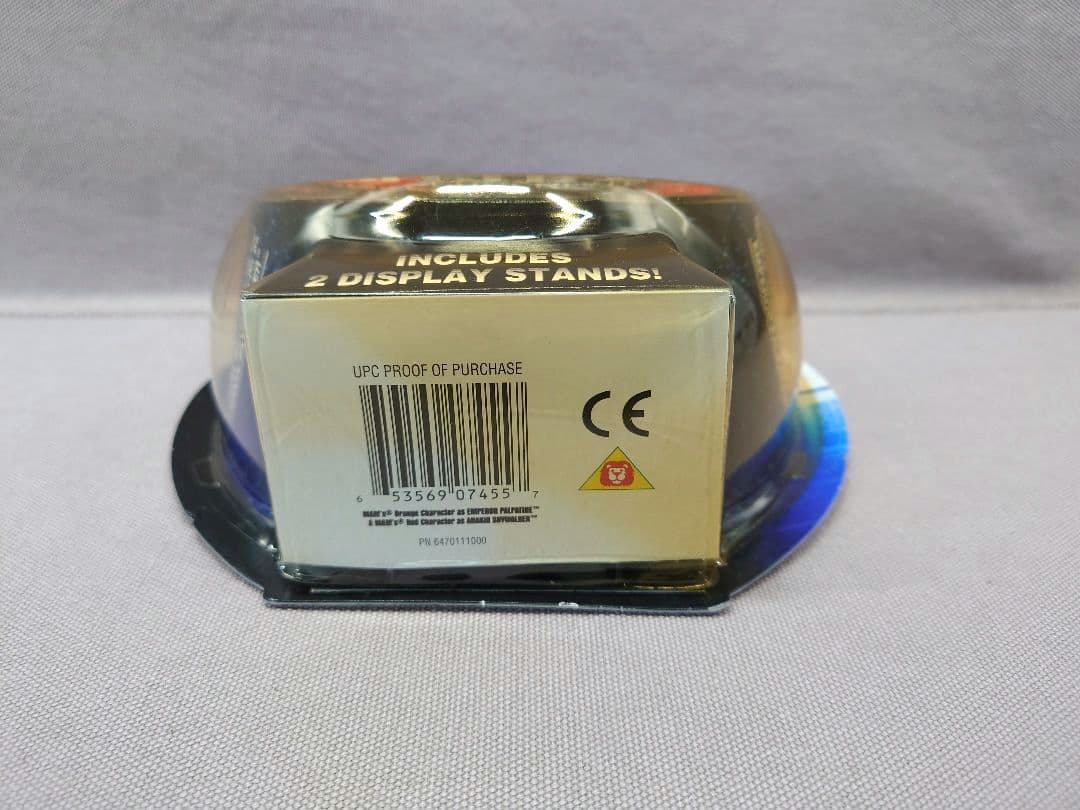 INCLUDES
2 DISPLAY STANDS!
UPC PROOF OF PURCHASE
CE
6 53569 07455 7
M&M's® Orange Character as EMPEROR PALPATINE™
& M&M's® Red Character as ANAKIN SKYWALKER™
PN 6470111000